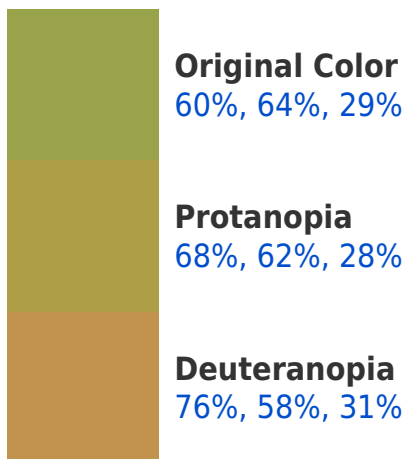 Original Color
60%, 64%, 29%
Protanopia
68%, 62%, 28%
Deuteranopia
76%, 58%, 31%